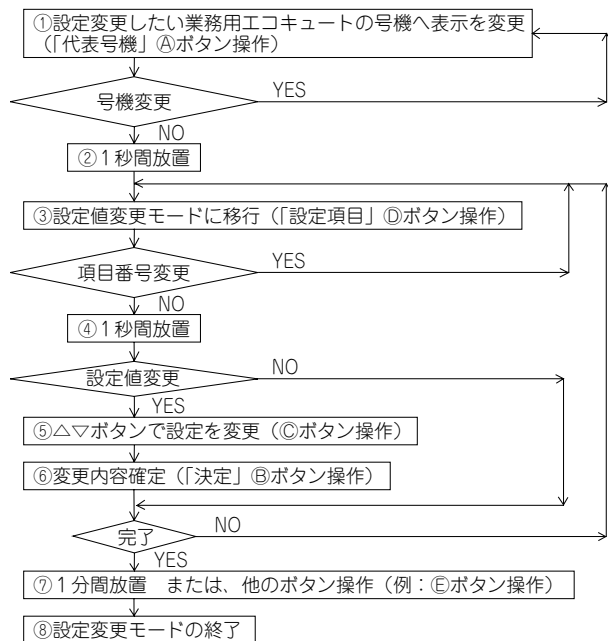 ①設定変更したい業務用エコキュートの号機へ表示を変更
（「代表号機」Ⓐボタン操作）
号機変更
YES
NO
②１秒間放置
③設定値変更モードに移行（「設定項目」Ⓓボタン操作）
項目番号変更
YES
NO
④１秒間放置
設定値変更
NO
YES
⑤△▽ボタンで設定を変更（Ⓒボタン操作）
⑥変更内容確定（「決定」Ⓑボタン操作）
完了
NO
YES
⑦１分間放置　または、他のボタン操作（例：Ⓔボタン操作）
⑧設定変更モードの終了